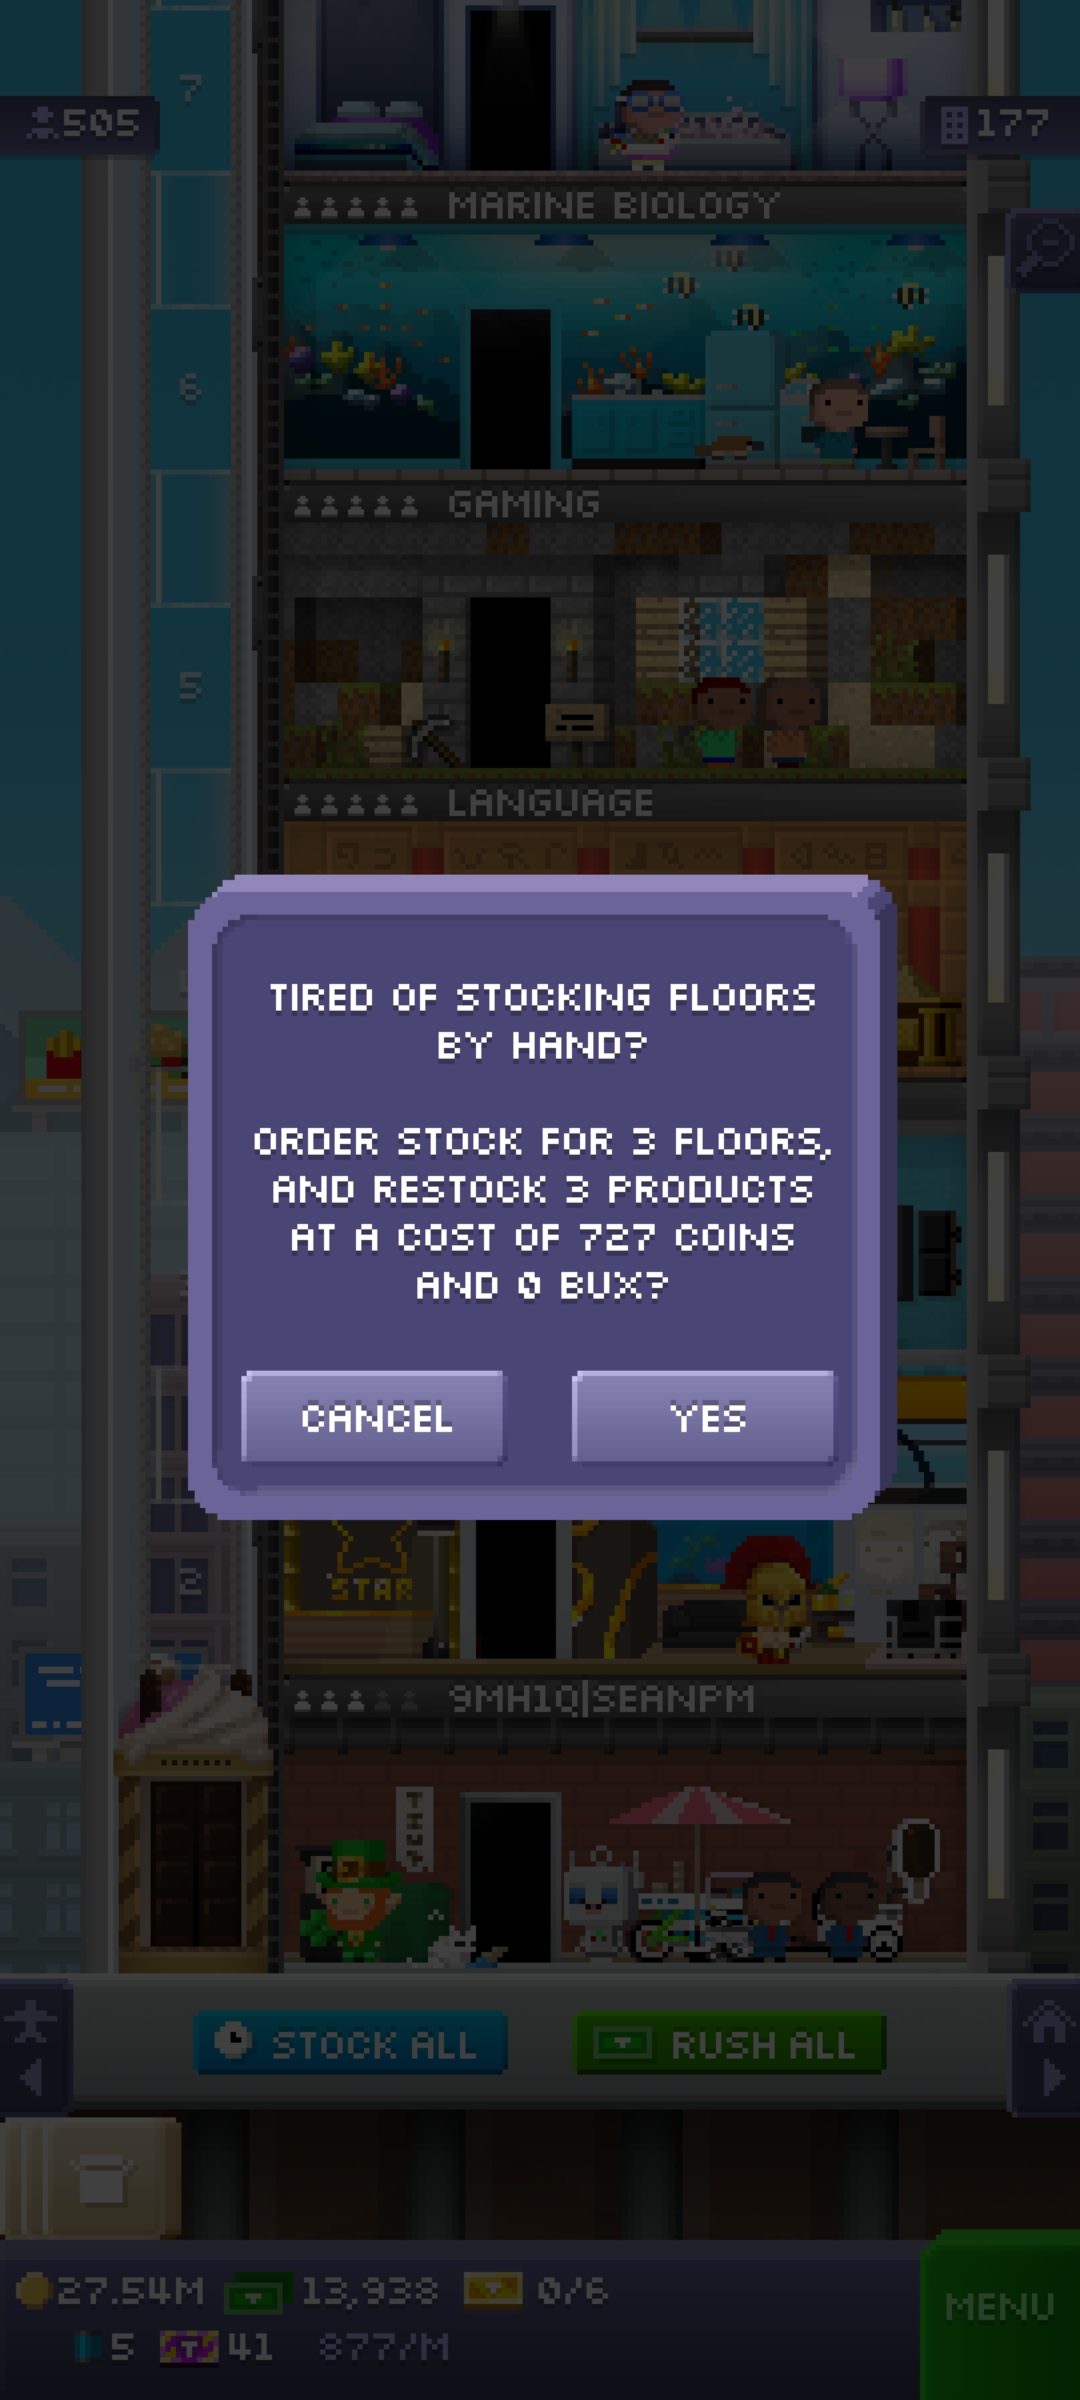 7
505
177
MARINE BIOLOGY
6
GAMING
5
LANGUAGE
TIRED OF STOCKING FLOORS
BY HAND?
ORDER STOCK FOR 3 FLOORS,
AND RESTOCK 3 PRODUCTS
AT A COST OF 727 COINS
AND 0 BUX?
CANCEL
YES
2
STAR
9MH1Q|SEANPM
STOCK ALL
RUSH ALL
27.54M
13,938
0/6
MENU
5
41
877/M